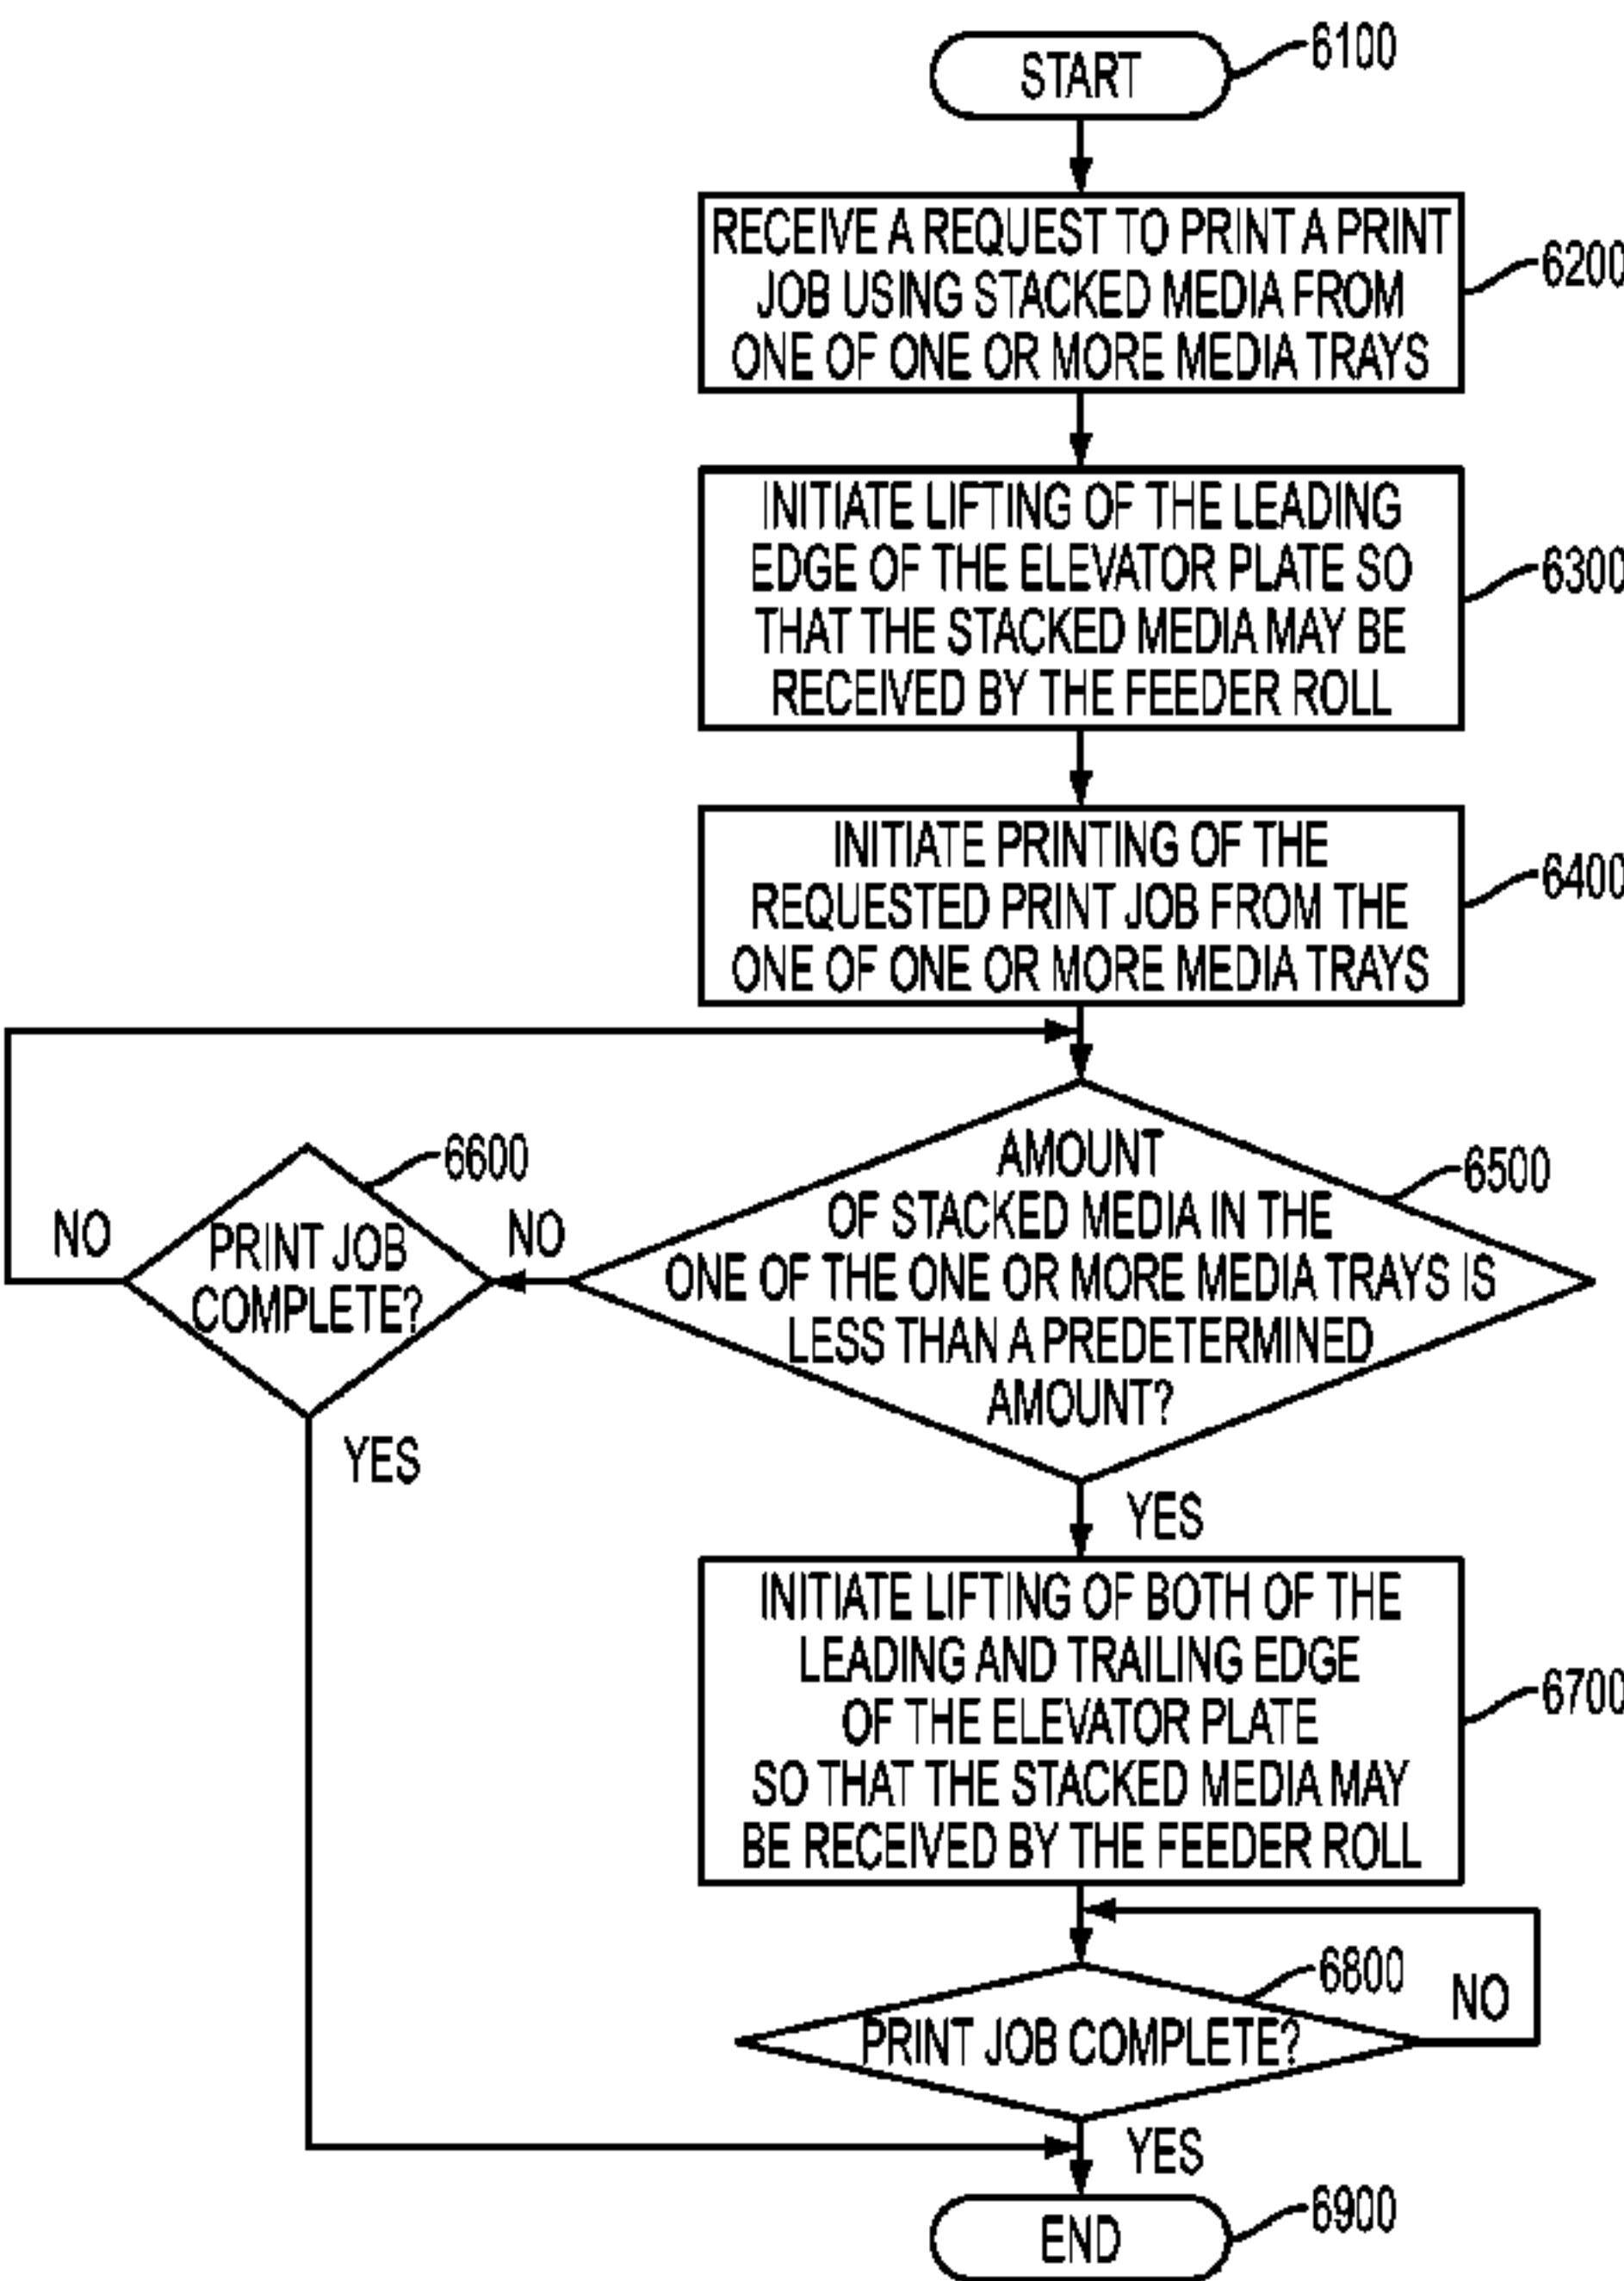 START
6100
RECEIVE A REQUEST TO PRINT A PRINT
JOB USING STACKED MEDIA FROM
ONE OF ONE OR MORE MEDIA TRAYS
6200
INITIATE LIFTING OF THE LEADING
EDGE OF THE ELEVATOR PLATE SO
THAT THE STACKED MEDIA MAY BE
RECEIVED BY THE FEEDER ROLL
6300
INITIATE PRINTING OF THE
REQUESTED PRINT JOB FROM THE
ONE OF ONE OR MORE MEDIA TRAYS
6400
AMOUNT
OF STACKED MEDIA IN THE
ONE OF THE ONE OR MORE MEDIA TRAYS IS
LESS THAN A PREDETERMINED
AMOUNT?
6500
NO
PRINT JOB
COMPLETE?
6600
NO
YES
YES
INITIATE LIFTING OF BOTH OF THE
LEADING AND TRAILING EDGE
OF THE ELEVATOR PLATE
SO THAT THE STACKED MEDIA MAY
BE RECEIVED BY THE FEEDER ROLL
6700
PRINT JOB COMPLETE?
6800
NO
YES
END
6900